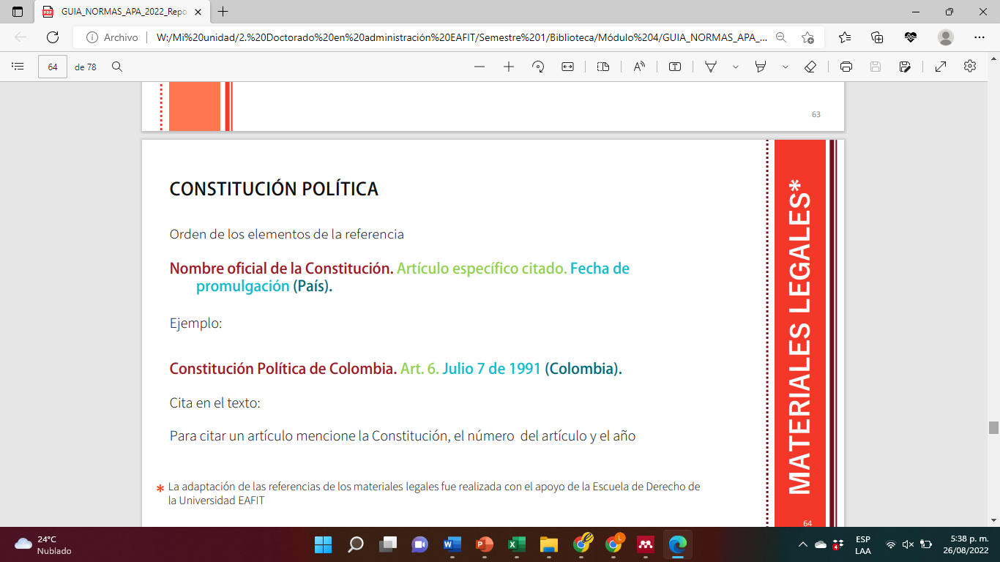 GUIA_NORMAS_APA_2022_Repo
Archivo
W:/Mi%20unidad/2.%20Doctorado%20en%20administración%20EAFIT/Semestre%201/Biblioteca/Módulo%204/GUIA_NORMAS_APA_...
64 de 78
63
CONSTITUCIÓN POLÍTICA
Orden de los elementos de la referencia
Nombre oficial de la Constitución. Artículo específico citado. Fecha de
promulgación (País).
Ejemplo:
Constitución Política de Colombia. Art. 6. Julio 7 de 1991 (Colombia).
Cita en el texto:
Para citar un artículo mencione la Constitución, el número del artículo y el año
* La adaptación de las referencias de los materiales legales fue realizada con el apoyo de la Escuela de Derecho de
la Universidad EAFIT
MATERIALES LEGALES*
64
24°C
Nublado
4
ESP
LAA
5:38 p. m.
26/08/2022